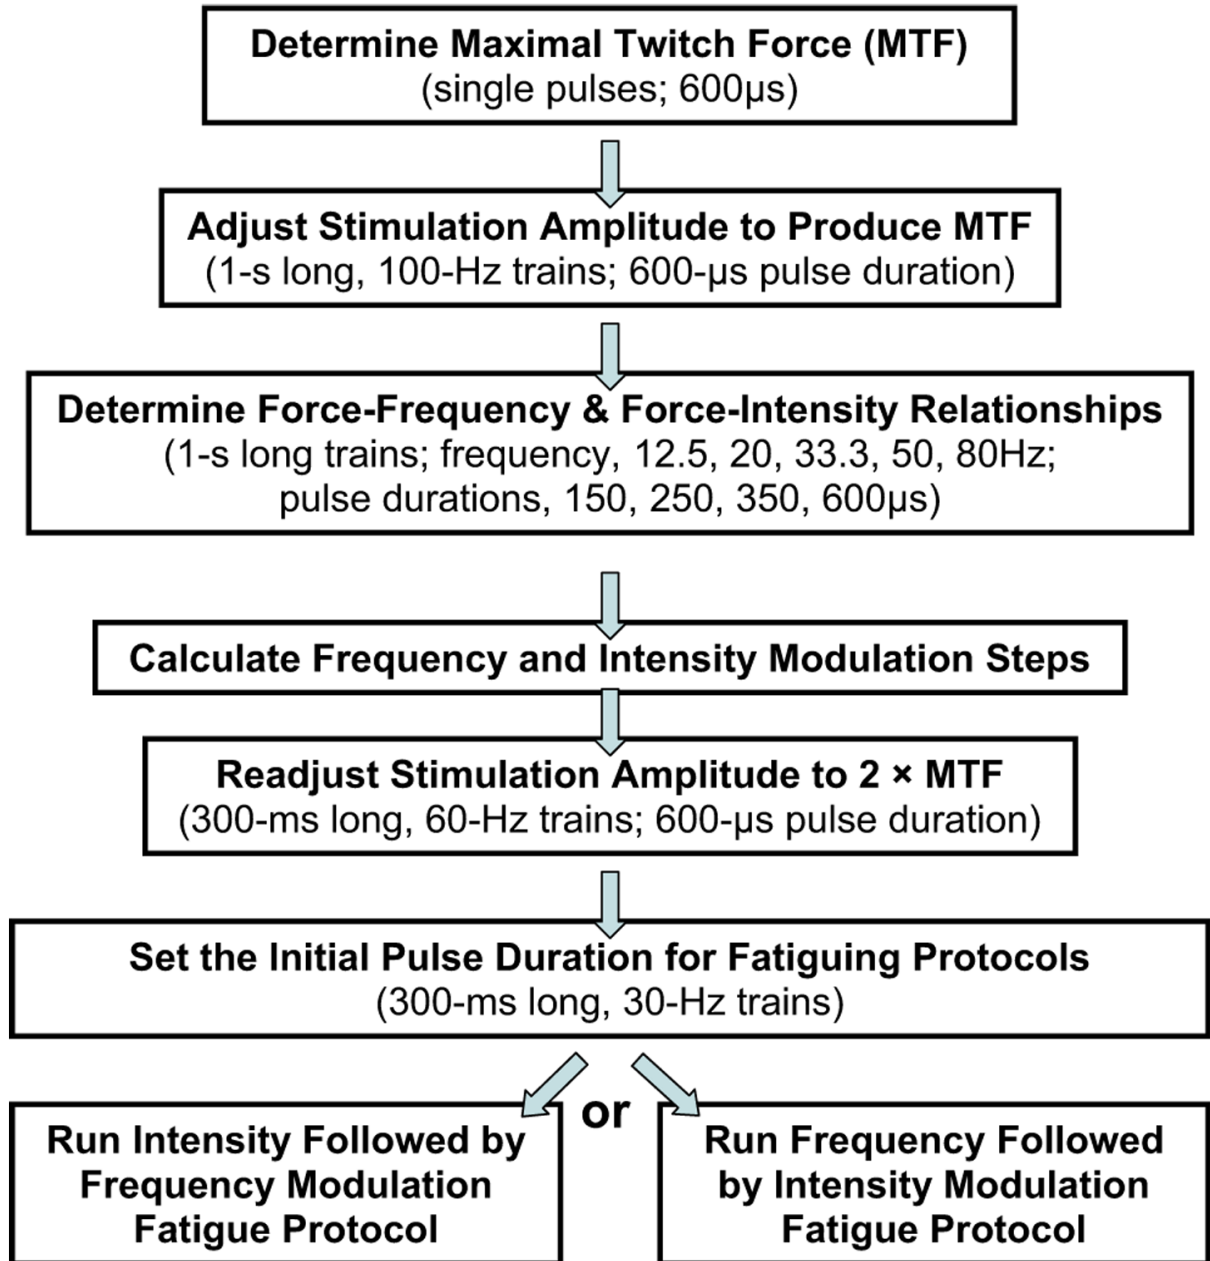 Determine Maximal Twitch Force (MTF)
(single pulses; 600µs)
Adjust Stimulation Amplitude to Produce MTF
(1-s long, 100-Hz trains; 600-µs pulse duration)
Determine Force-Frequency & Force-Intensity Relationships
(1-s long trains; frequency, 12.5, 20, 33.3, 50, 80Hz;
pulse durations, 150, 250, 350, 600µs)
Calculate Frequency and Intensity Modulation Steps
Readjust Stimulation Amplitude to 2 × MTF
(300-ms long, 60-Hz trains; 600-µs pulse duration)
Set the Initial Pulse Duration for Fatiguing Protocols
(300-ms long, 30-Hz trains)
Run Intensity Followed by
Frequency Modulation
Fatigue Protocol
or
Run Frequency Followed
by Intensity Modulation
Fatigue Protocol